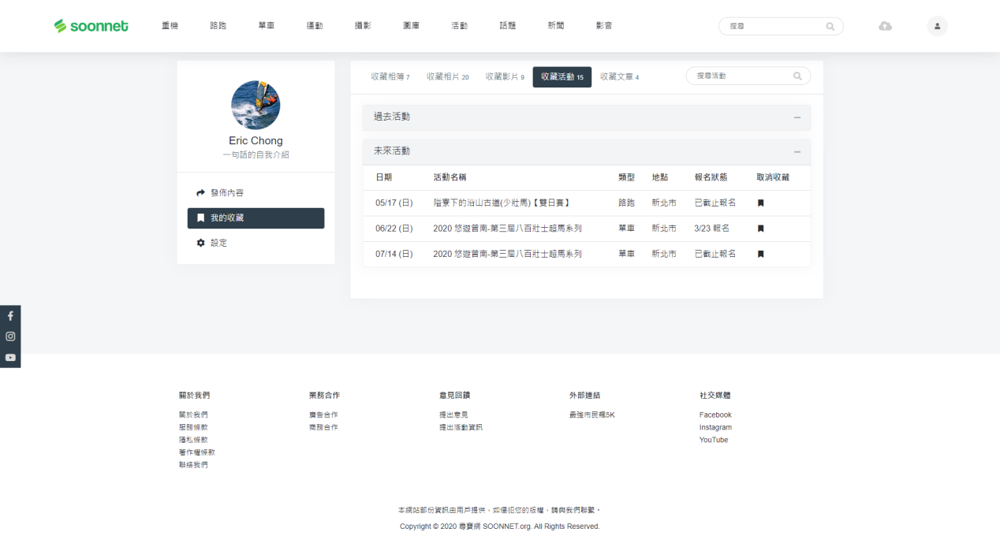 soonnet 重機 路跑 單車 運動 攝影 圖庫 活動 話題 新聞 影音 搜尋
收藏相簿 7 收藏相片 20 收藏影片 9 收藏活動 15 收藏文章 4 搜尋活動
Eric Chong
一句話的自我介紹
發佈內容
我的收藏
設定
過去活動
未來活動
日期 活動名稱 類型 地點 報名狀態 取消收藏
05/17 (日) 隘寮下的沿山古道(少壯馬)【雙日賽】 路跑 新北市 已截止報名
06/22 (日) 2020 悠遊曾南-第三屆八百壯士超馬系列 單車 新北市 3/23 報名
07/14 (日) 2020 悠遊曾南-第三屆八百壯士超馬系列 單車 新北市 已截止報名
關於我們 業務合作 意見回饋 外部連結 社交媒體
關於我們 廣告合作 提出意見 最強市民飆5K Facebook
服務條款 商務合作 提出活動資訊 Instagram
隱私條款 YouTube
著作權條款
聯絡我們
本網站部份資訊由用戶提供，如侵犯您的版權，請與我們聯繫。
Copyright © 2020 尋寶網 SOONNET.org. All Rights Reserved.